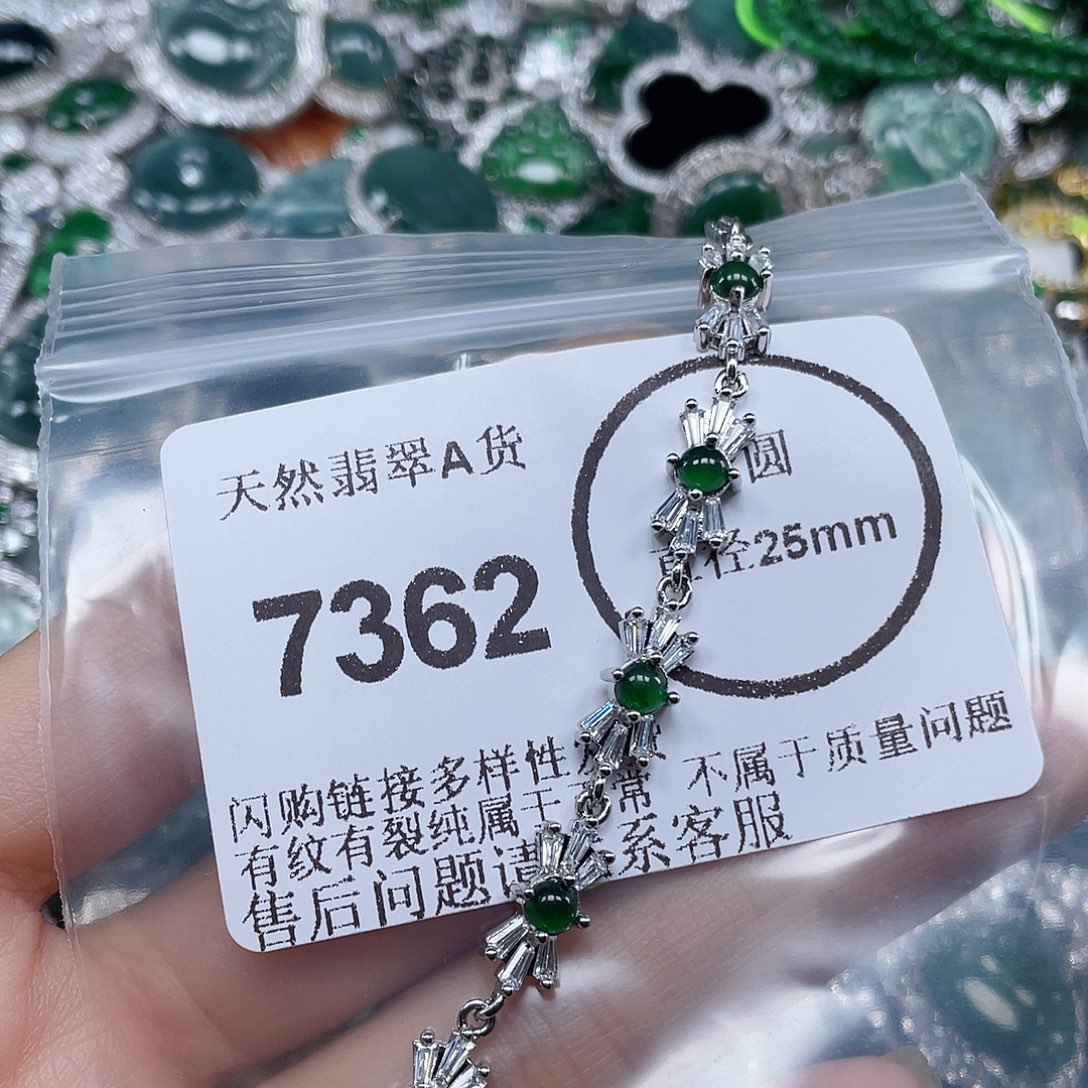 天然翡翠A货
圆
径25mm
7362
闪购链接多样性
有纹有裂纯属于 常 不属于质量问题
售后问题请 系客服